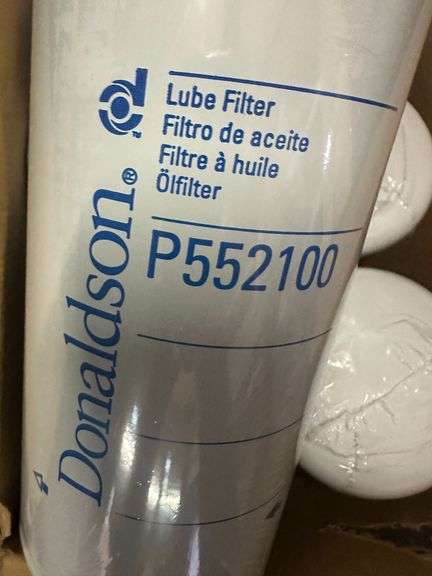 Donaldson®
Lube Filter
Filtro de aceite
Filtre à huile
Ölfilter
P552100